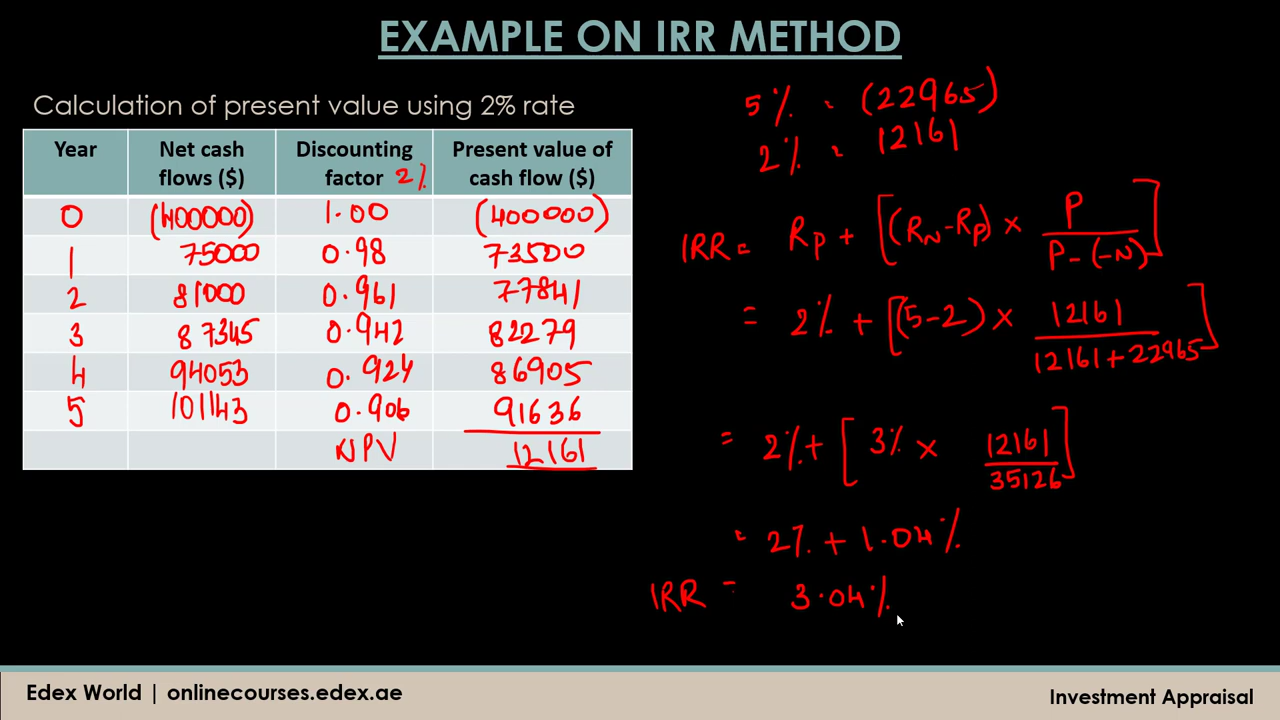 EXAMPLE ON IRR METHOD
Calculation of present value using 2% rate
Year Net cash flows ($) Discounting factor 2% Present value of cash flow ($)
0 (400000) 1.00 (400000)
1 75000 0.98 73500
2 81000 0.961 77841
3 87345 0.942 82279
4 94053 0.924 86905
5 101143 0.906 91636
NPV 12161
5% = (22965)
2% = 12161
IRR = RP + [(RN-RP) × P / P-(-N)]
= 2% + [(5-2) × 12161 / 12161+22965]
= 2% + [3% × 12161 / 35126]
= 2% + 1.04%
IRR = 3.04%
Edex World | onlinecourses.edex.ae
Investment Appraisal